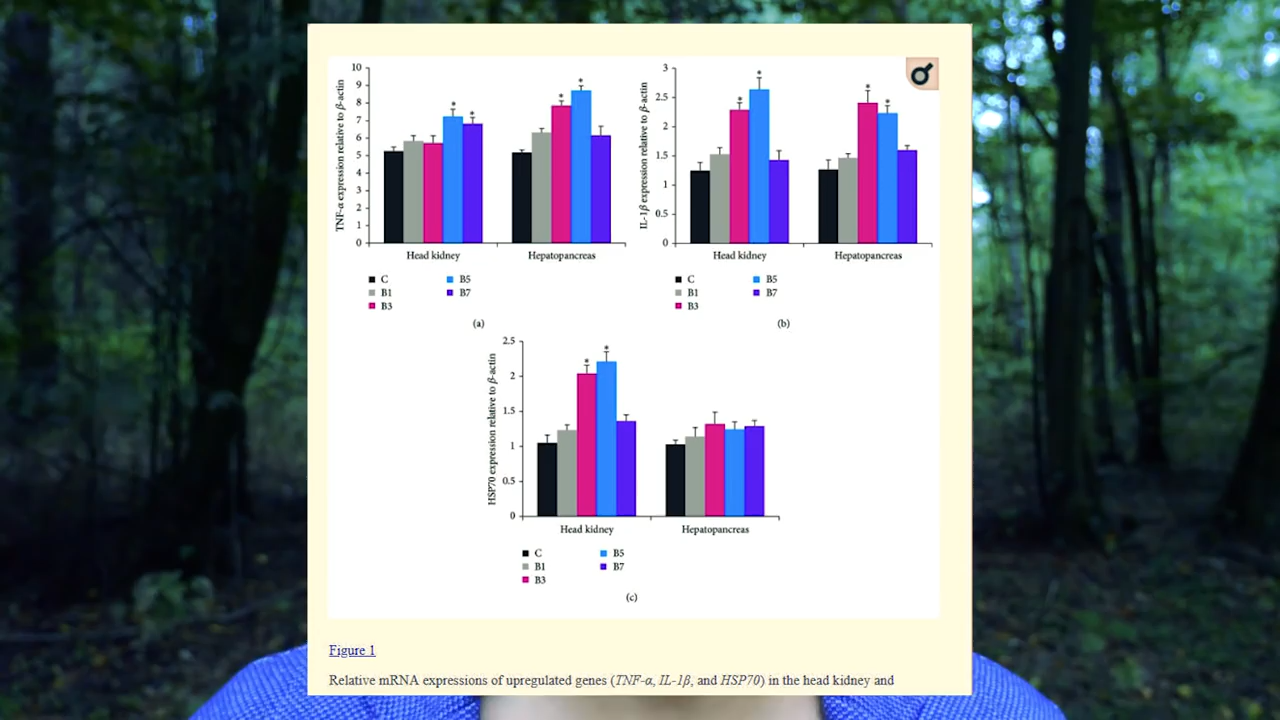 TNF-α expression relative to β-actin
10
9
8
7
6
5
4
3
2
1
0
* * * *
Head kidney Hepatopancreas
C B5
B1 B7
B3
(a)
IL-1β expression relative to β-actin
3
2.5
2
1.5
1
0.5
0
* * * *
Head kidney Hepatopancreas
C B5
B1 B7
B3
(b)
HSP70 expression relative to β-actin
2.5
2
1.5
1
0.5
0
* *
Head kidney Hepatopancreas
C B5
B1 B7
B3
(c)
Figure 1
Relative mRNA expressions of upregulated genes (TNF-α, IL-1β, and HSP70) in the head kidney and